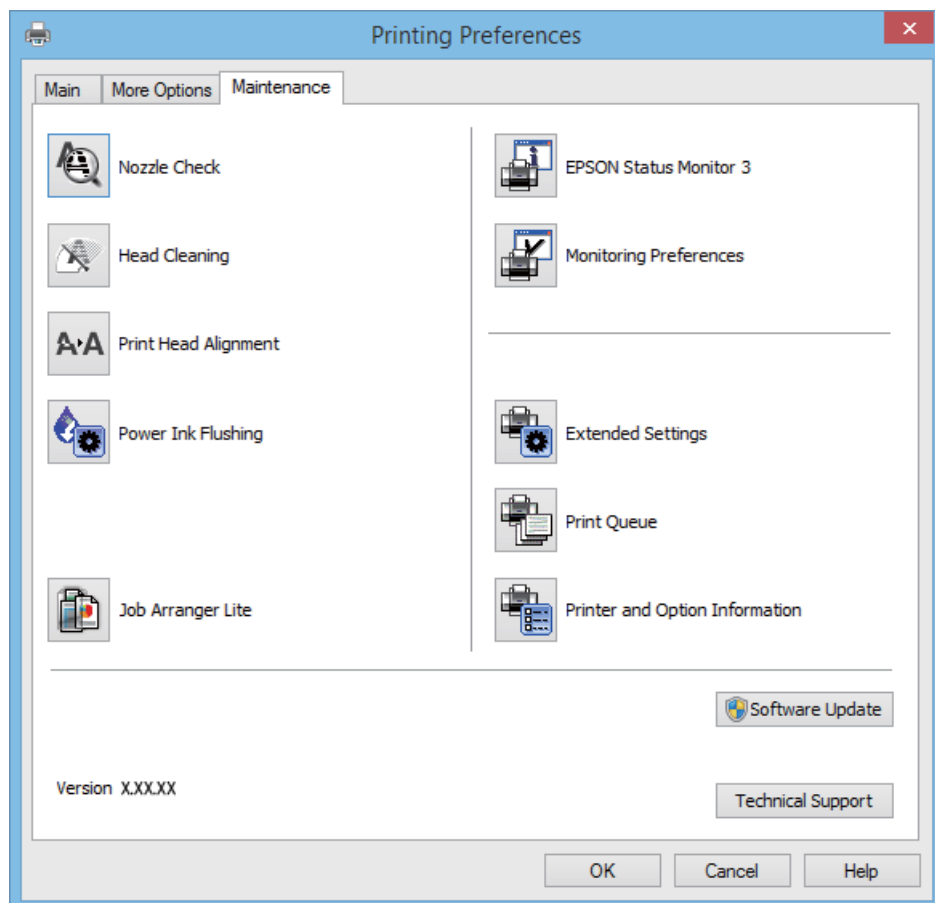 Printing Preferences
Main
More Options
Maintenance
Nozzle Check
Head Cleaning
Print Head Alignment
Power Ink Flushing
Job Arranger Lite
EPSON Status Monitor 3
Monitoring Preferences
Extended Settings
Print Queue
Printer and Option Information
Software Update
Version X.XX.XX
Technical Support
OK
Cancel
Help